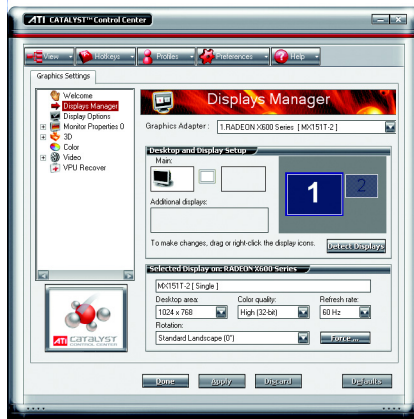 ATI CATALYST™ Control Center
View
Hotkeys
Profiles
Preferences
Help
Graphics Settings
Welcome
Displays Manager
Display Options
Monitor Properties 0
3D
Color
Video
VPU Recover
Displays Manager
Graphics Adapter :
1.RADEON X600 Series [ MX151T-2 ]
Desktop and Display Setup
Main:
Additional displays:
1
2
To make changes, drag or right-click the display icons.
Detect Displays
Selected Display on: RADEON X600 Series
MX151T-2 [ Single ]
Desktop area:
Color quality:
Refresh rate:
1024 x 768
High (32-bit)
60 Hz
Rotation:
Standard Landscape (0°)
Force ...
ATI CATALYST
CONTROL CENTER
Done
Apply
Discard
Defaults